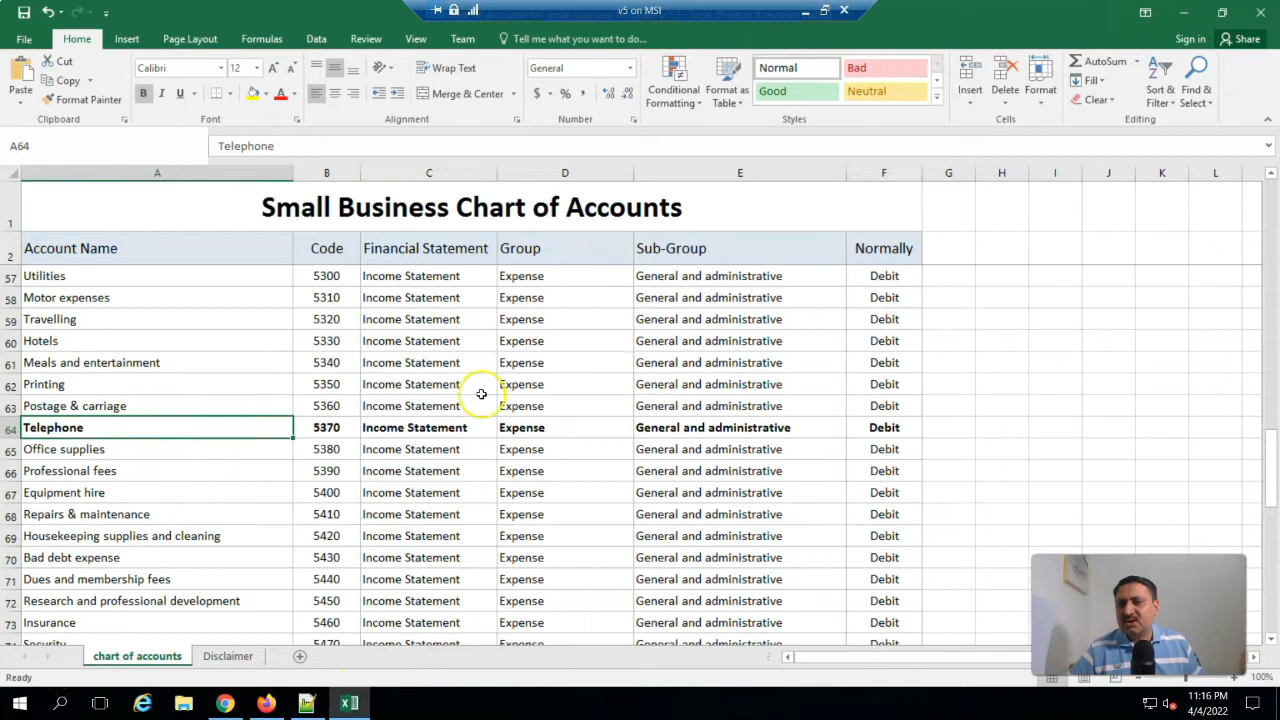 v5 on MSI
File Home Insert Page Layout Formulas Data Review View Team Tell me what you want to do... Sign in Share
Cut
Copy
Format Painter
Paste
Clipboard
Calibri 12
B I U
Font
Wrap Text
Merge & Center
Alignment
General
$ % ,
Number
Conditional Formatting
Format as Table
Normal Bad
Good Neutral
Styles
Insert Delete Format
Cells
AutoSum
Fill
Clear
Sort & Filter
Find & Select
Editing
A64 Telephone
A B C D E F G H I J K L
1 Small Business Chart of Accounts
2 Account Name Code Financial Statement Group Sub-Group Normally
57 Utilities 5300 Income Statement Expense General and administrative Debit
58 Motor expenses 5310 Income Statement Expense General and administrative Debit
59 Travelling 5320 Income Statement Expense General and administrative Debit
60 Hotels 5330 Income Statement Expense General and administrative Debit
61 Meals and entertainment 5340 Income Statement Expense General and administrative Debit
62 Printing 5350 Income Statement Expense General and administrative Debit
63 Postage & carriage 5360 Income Statement Expense General and administrative Debit
64 Telephone 5370 Income Statement Expense General and administrative Debit
65 Office supplies 5380 Income Statement Expense General and administrative Debit
66 Professional fees 5390 Income Statement Expense General and administrative Debit
67 Equipment hire 5400 Income Statement Expense General and administrative Debit
68 Repairs & maintenance 5410 Income Statement Expense General and administrative Debit
69 Housekeeping supplies and cleaning 5420 Income Statement Expense General and administrative Debit
70 Bad debt expense 5430 Income Statement Expense General and administrative Debit
71 Dues and membership fees 5440 Income Statement Expense General and administrative Debit
72 Research and professional development 5450 Income Statement Expense General and administrative Debit
73 Insurance 5460 Income Statement Expense General and administrative Debit
Security 5470 Income Statement Expense General and administrative Debit
chart of accounts Disclaimer
Ready 100%
11:16 PM
4/4/2022